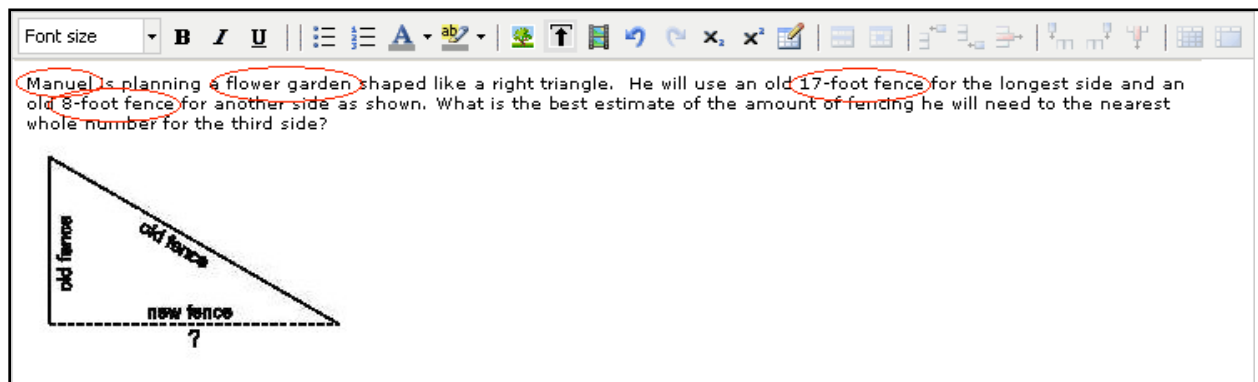 Font size B I U A ab x₂ x²
Manuel is planning a flower garden shaped like a right triangle. He will use an old 17-foot fence for the longest side and an
old 8-foot fence for another side as shown. What is the best estimate of the amount of fencing he will need to the nearest
whole number for the third side?
old fence
old fence
new fence
?